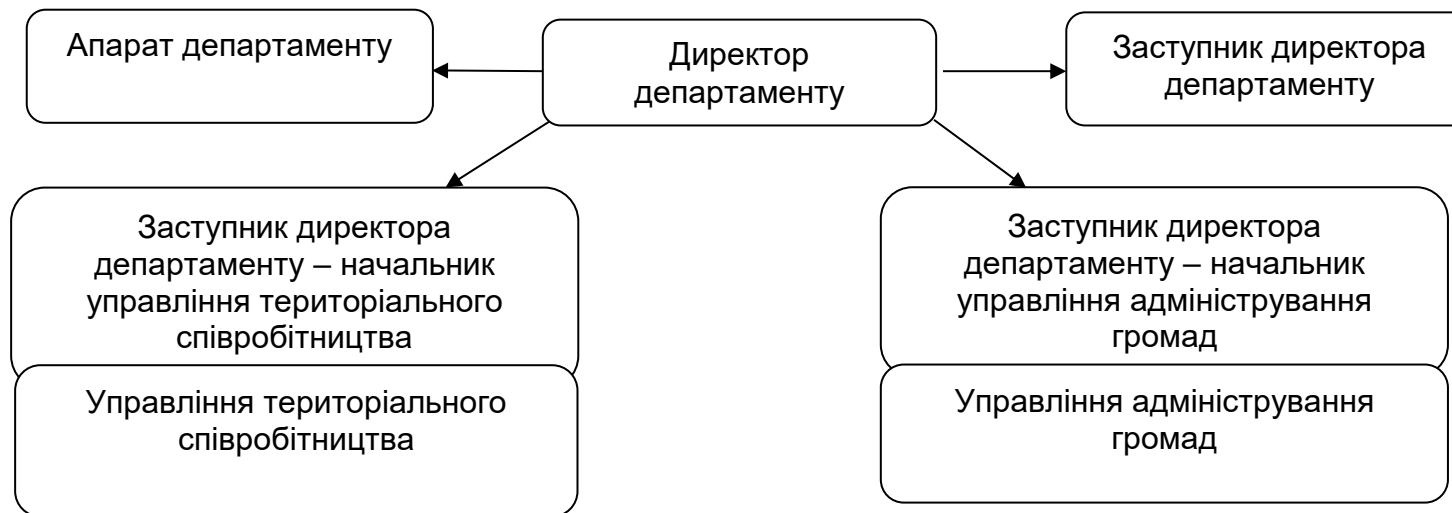 Апарат департаменту
Директор
департаменту
Заступник директора
департаменту
Заступник директора
департаменту – начальник
управління територіального
співробітництва
Управління територіального
співробітництва
Заступник директора
департаменту – начальник
управління адміністрування
громад
Управління адміністрування
громад